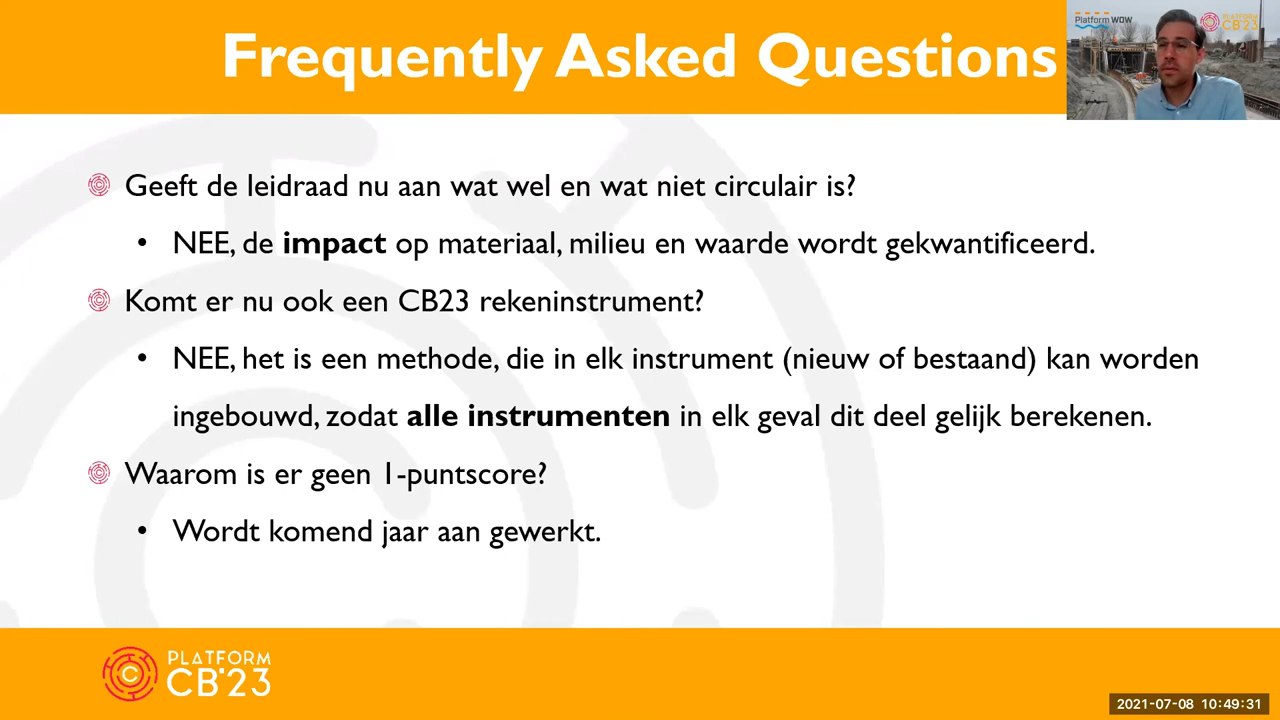 Frequently Asked Questions
Platform WOW
PLATFORM
CB'23
Geeft de leidraad nu aan wat wel en wat niet circulair is?
• NEE, de impact op materiaal, milieu en waarde wordt gekwantificeerd.
Komt er nu ook een CB23 rekeninstrument?
• NEE, het is een methode, die in elk instrument (nieuw of bestaand) kan worden
ingebouwd, zodat alle instrumenten in elk geval dit deel gelijk berekenen.
Waarom is er geen 1-puntscore?
• Wordt komend jaar aan gewerkt.
PLATFORM
CB'23
2021-07-08 10:49:31